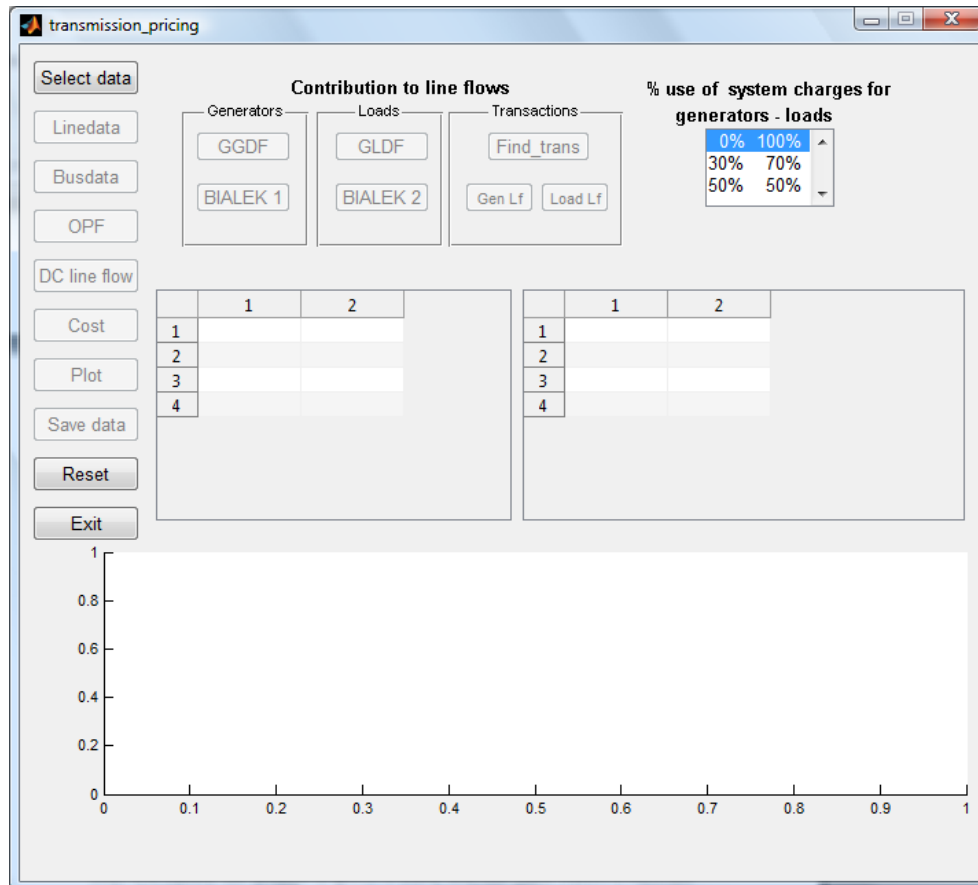 transmission_pricing
Select data
Linedata
Busdata
OPF
DC line flow
Cost
Plot
Save data
Reset
Exit
Contribution to line flows
Generators
GGDF
BIALEK 1
Loads
GLDF
BIALEK 2
Transactions
Find_trans
Gen Lf Load Lf
% use of system charges for
generators - loads
0% 100%
30% 70%
50% 50%
1 2
1
2
3
4
1 2
1
2
3
4
1
0.8
0.6
0.4
0.2
0
0 0.1 0.2 0.3 0.4 0.5 0.6 0.7 0.8 0.9 1